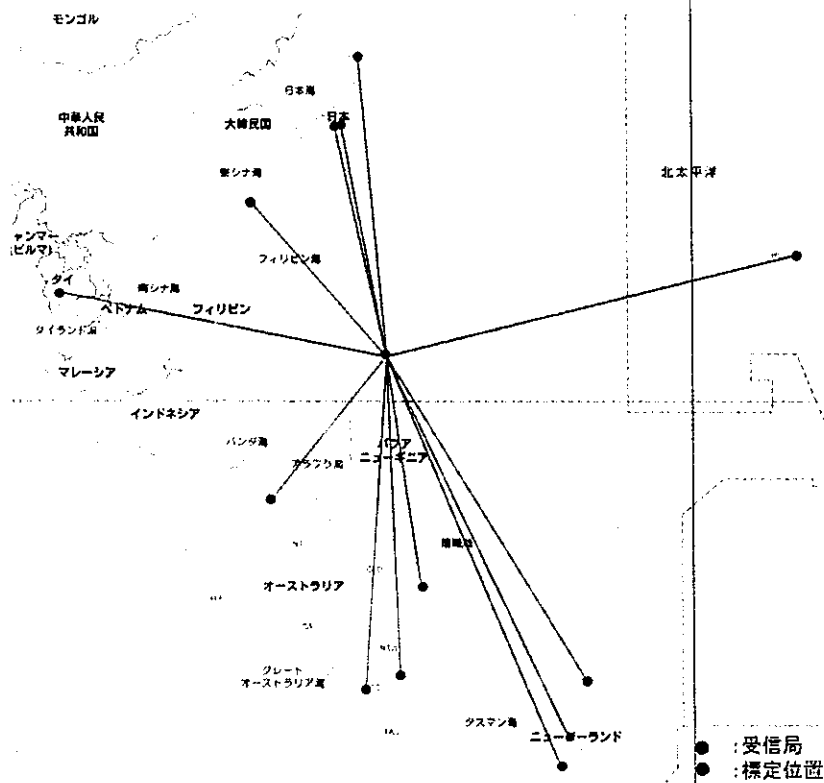 モンゴル
日本海
中華人民
共和国
大韓民国
日本
東シナ海
北太平洋
ャンマー
(ビルマ)
フィリピン海
タイ
南シナ海
ベトナム
フィリピン
タイランド湾
マレーシア
インドネシア
バンダ海
アラフラ海
パプア
ニューギニア
珊瑚海
オーストラリア
グレート
オーストラリア湾
タスマン海
ニュージーランド
:受信局
:標定位置